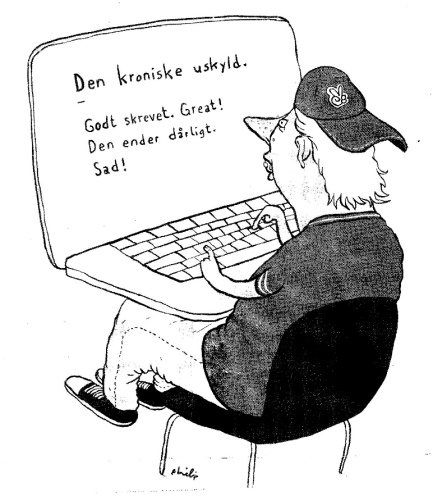 Den kroniske uskyld.
Godt skrevet. Great!
Den ender dårligt.
Sad!